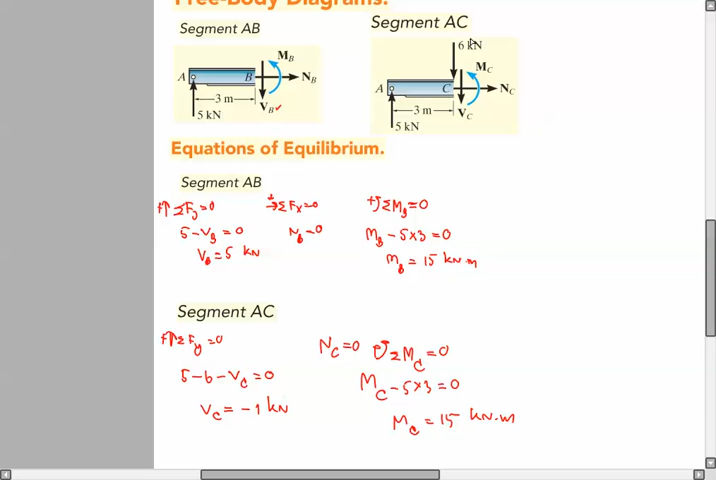 Free-Body Diagrams.
Segment AB
Segment AC
M_B
A B N_B
3 m
V_B ✓
5 kN
6 kN
M_C
A C N_C
3 m
V_C
5 kN
Equations of Equilibrium.
Segment AB
+↑ ΣF_y=0
5-V_B=0
V_B=5 kN
+→ ΣFx=0
N_B=0
+ ΣM_B=0
M_B-5×3=0
M_B=15 kN.m
Segment AC
+↑ΣF_y=0
5-6-V_C=0
V_C=-1 kN
N_C=0
ΣM_C=0
M_C-5×3=0
M_C=15 kN.m